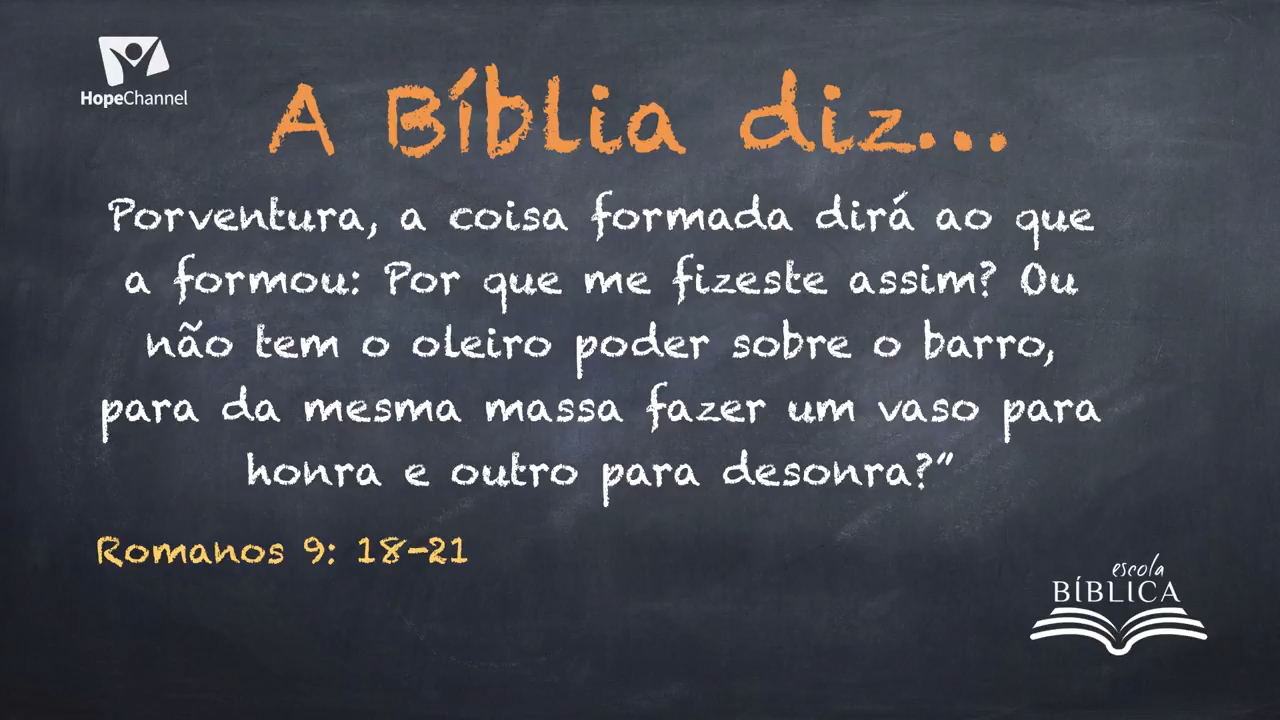 HopeChannel
A Bíblia diz...
Porventura, a coisa formada dirá ao que
a formou: Por que me fizeste assim? Ou
não tem o oleiro poder sobre o barro,
para da mesma massa fazer um vaso para
honra e outro para desonra?”
Romanos 9: 18-21
escola
BÍBLICA